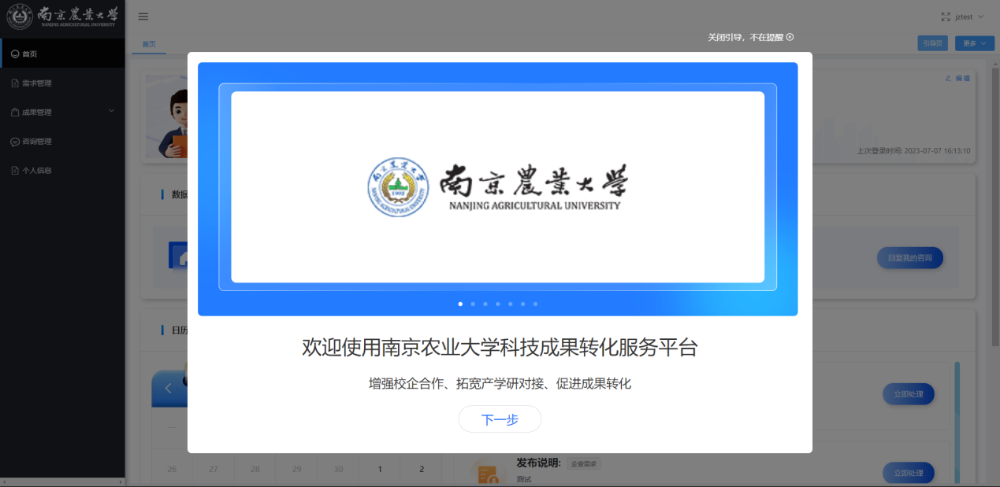 南京農業大学
NANJING AGRICULTURAL UNIVERSITY
jztest
关闭引导，不在提醒
首页
首页
引导页
更多
需求管理
编辑
成果管理
咨询管理
上次登录时间: 2023-07-07 16:13:10
个人信息
南京農業大学
NANJING AGRICULTURAL UNIVERSITY
1902
数据
回复我的咨询
日历
欢迎使用南京农业大学科技成果转化服务平台
增强校企合作、拓宽产学研对接、促进成果转化
立即处理
下一步
一
26 27 28 29 30 1 2
发布说明: 企业需求
测试
立即处理